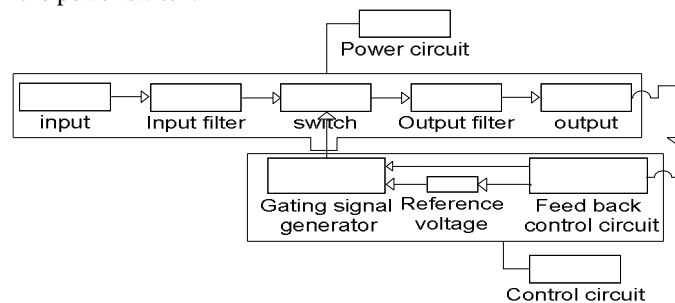 Power circuit
input
Input filter
switch
Output filter
output
Gating signal
generator
Reference
voltage
Feed back
control circuit
Control circuit